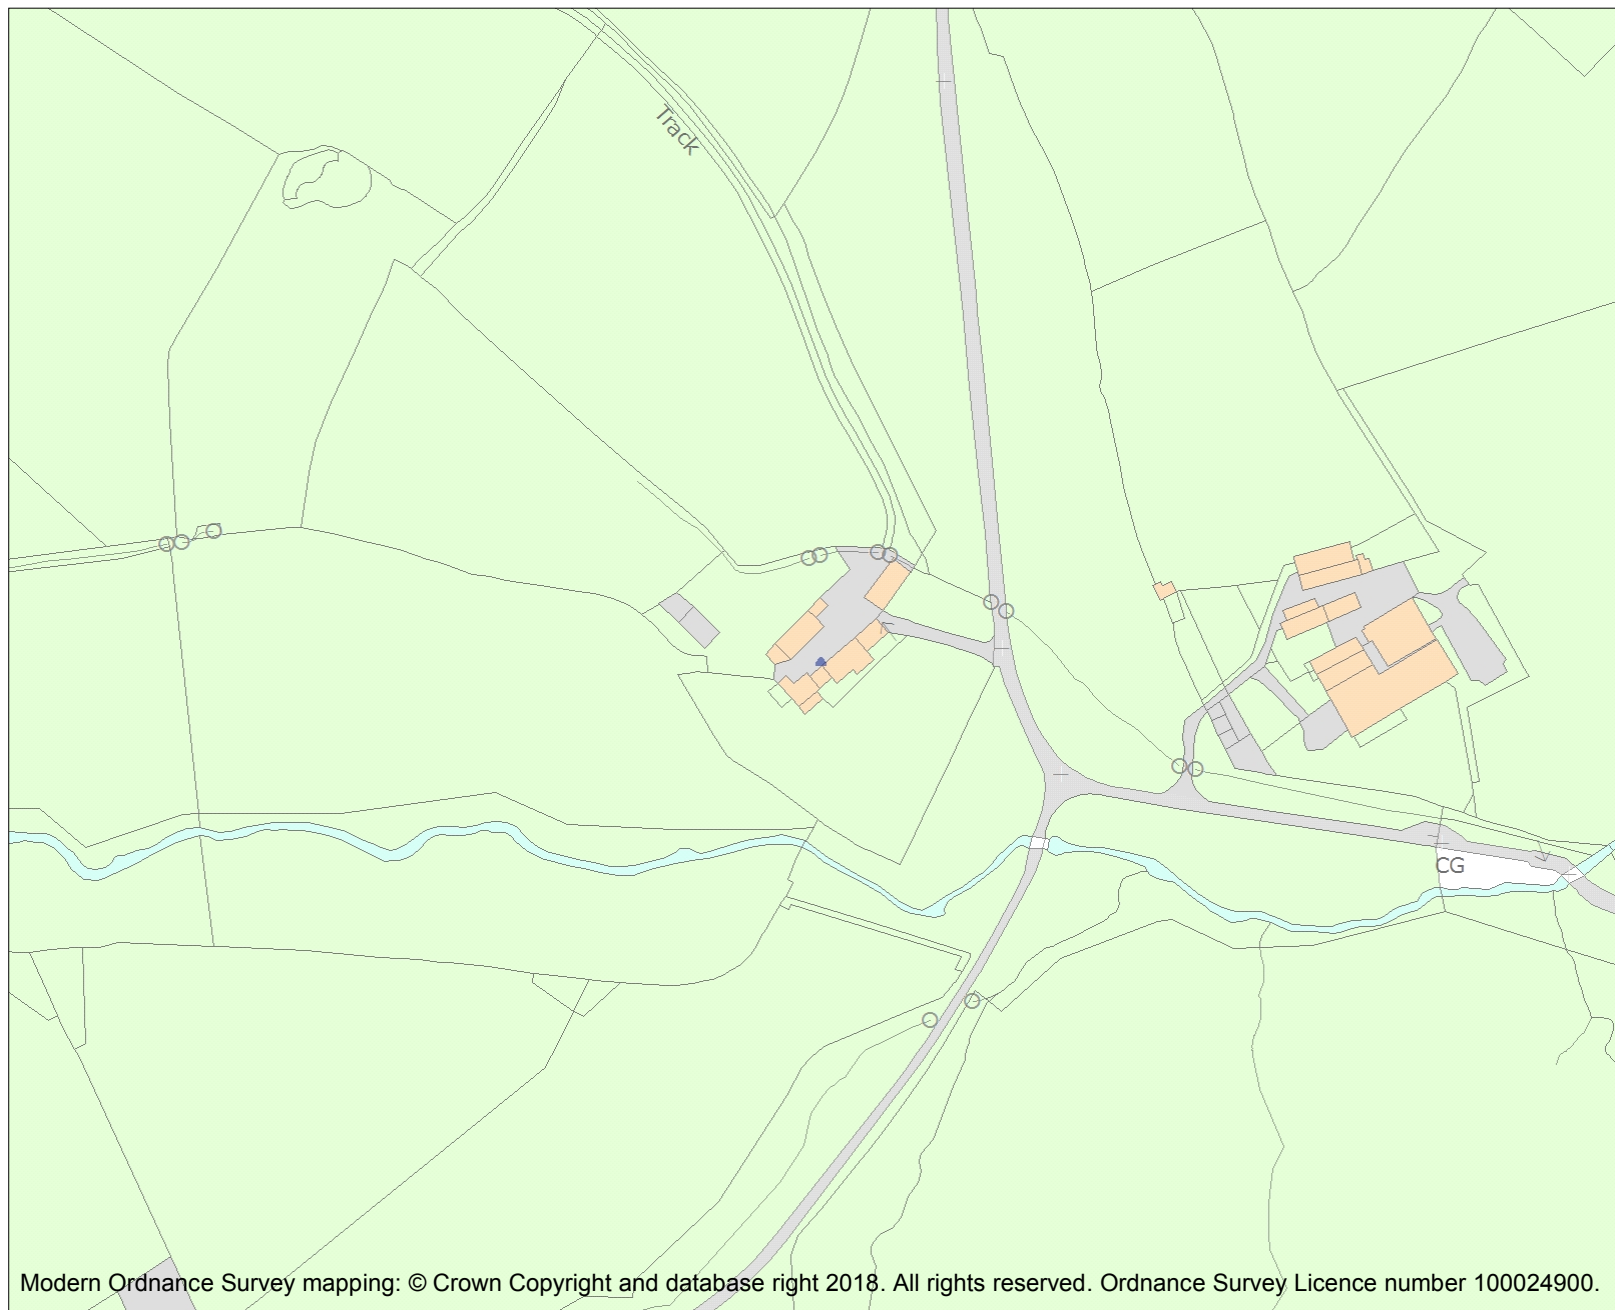 Track
CG
Modern Ordnance Survey mapping: © Crown Copyright and database right 2018. All rights reserved. Ordnance Survey Licence number 100024900.